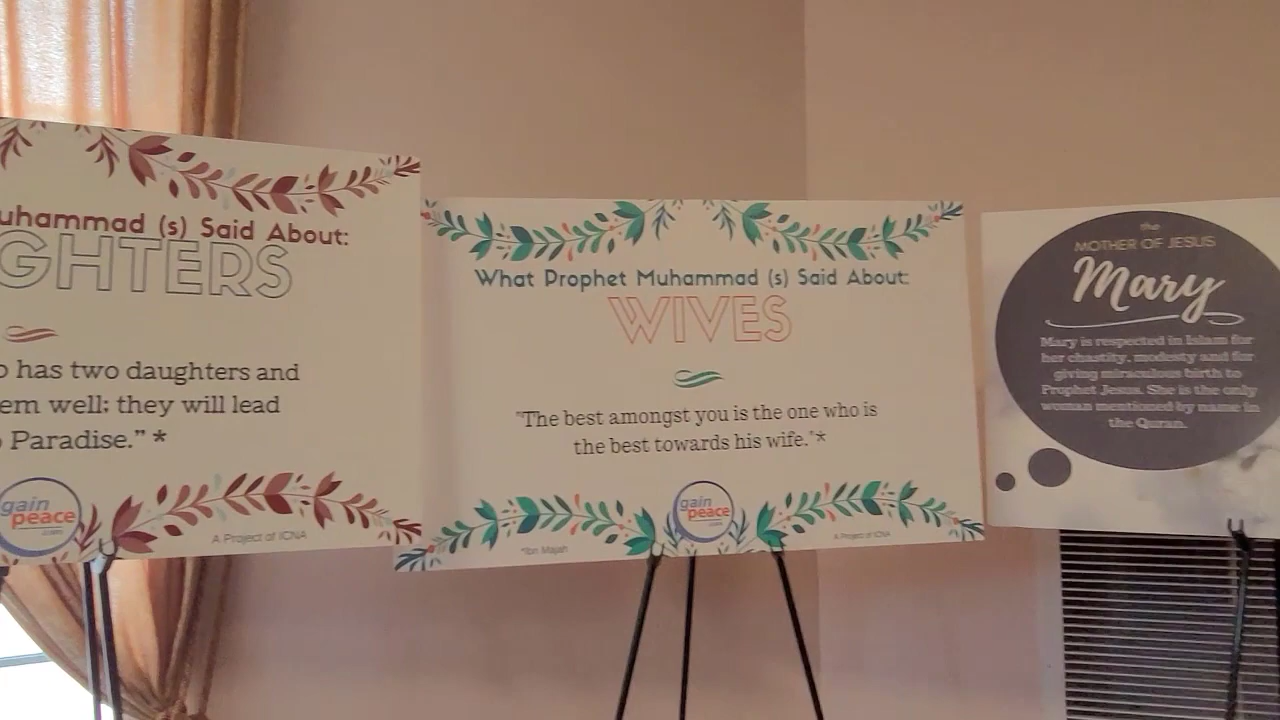 uhammad (s) Said About:
GHTERS
o has two daughters and
em well; they will lead
o Paradise." *
gain
peace
.com
A Project of ICNA
What Prophet Muhammad (s) Said About:
WIVES
"The best amongst you is the one who is
the best towards his wife."*
gain
peace
.com
*Ibn Majah
A Project of ICNA
the
MOTHER OF JESUS
Mary
Mary is respected in Islam for
her chastity, modesty and for
giving miraculous birth to
Prophet Jesus. She is the only
woman mentioned by name in
the Quran.